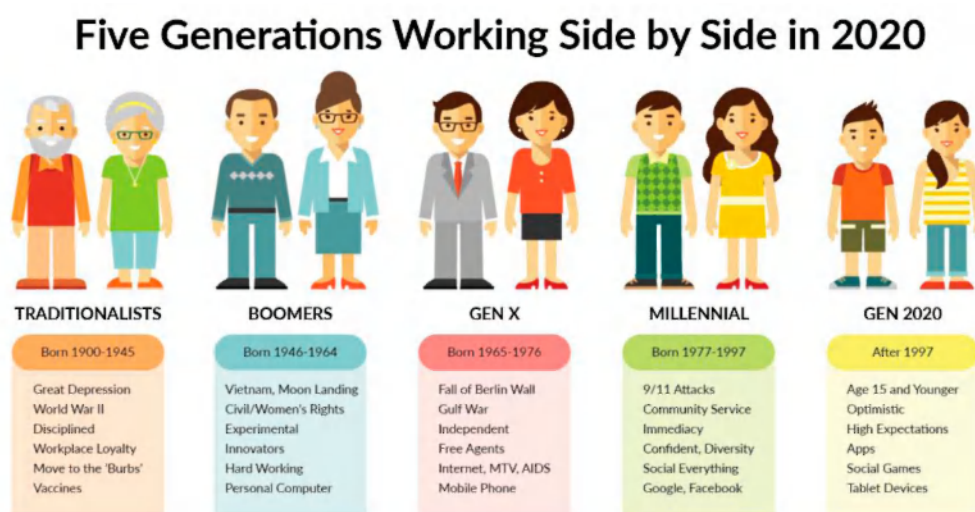 Five Generations Working Side by Side in 2020
TRADITIONALISTS
Born 1900-1945
Great Depression
World War II
Disciplined
Workplace Loyalty
Move to the 'Burbs'
Vaccines
BOOMERS
Born 1946-1964
Vietnam, Moon Landing
Civil/Women's Rights
Experimental
Innovators
Hard Working
Personal Computer
GEN X
Born 1965-1976
Fall of Berlin Wall
Gulf War
Independent
Free Agents
Internet, MTV, AIDS
Mobile Phone
MILLENNIAL
Born 1977-1997
9/11 Attacks
Community Service
Immediacy
Confident, Diversity
Social Everything
Google, Facebook
GEN 2020
After 1997
Age 15 and Younger
Optimistic
High Expectations
Apps
Social Games
Tablet Devices